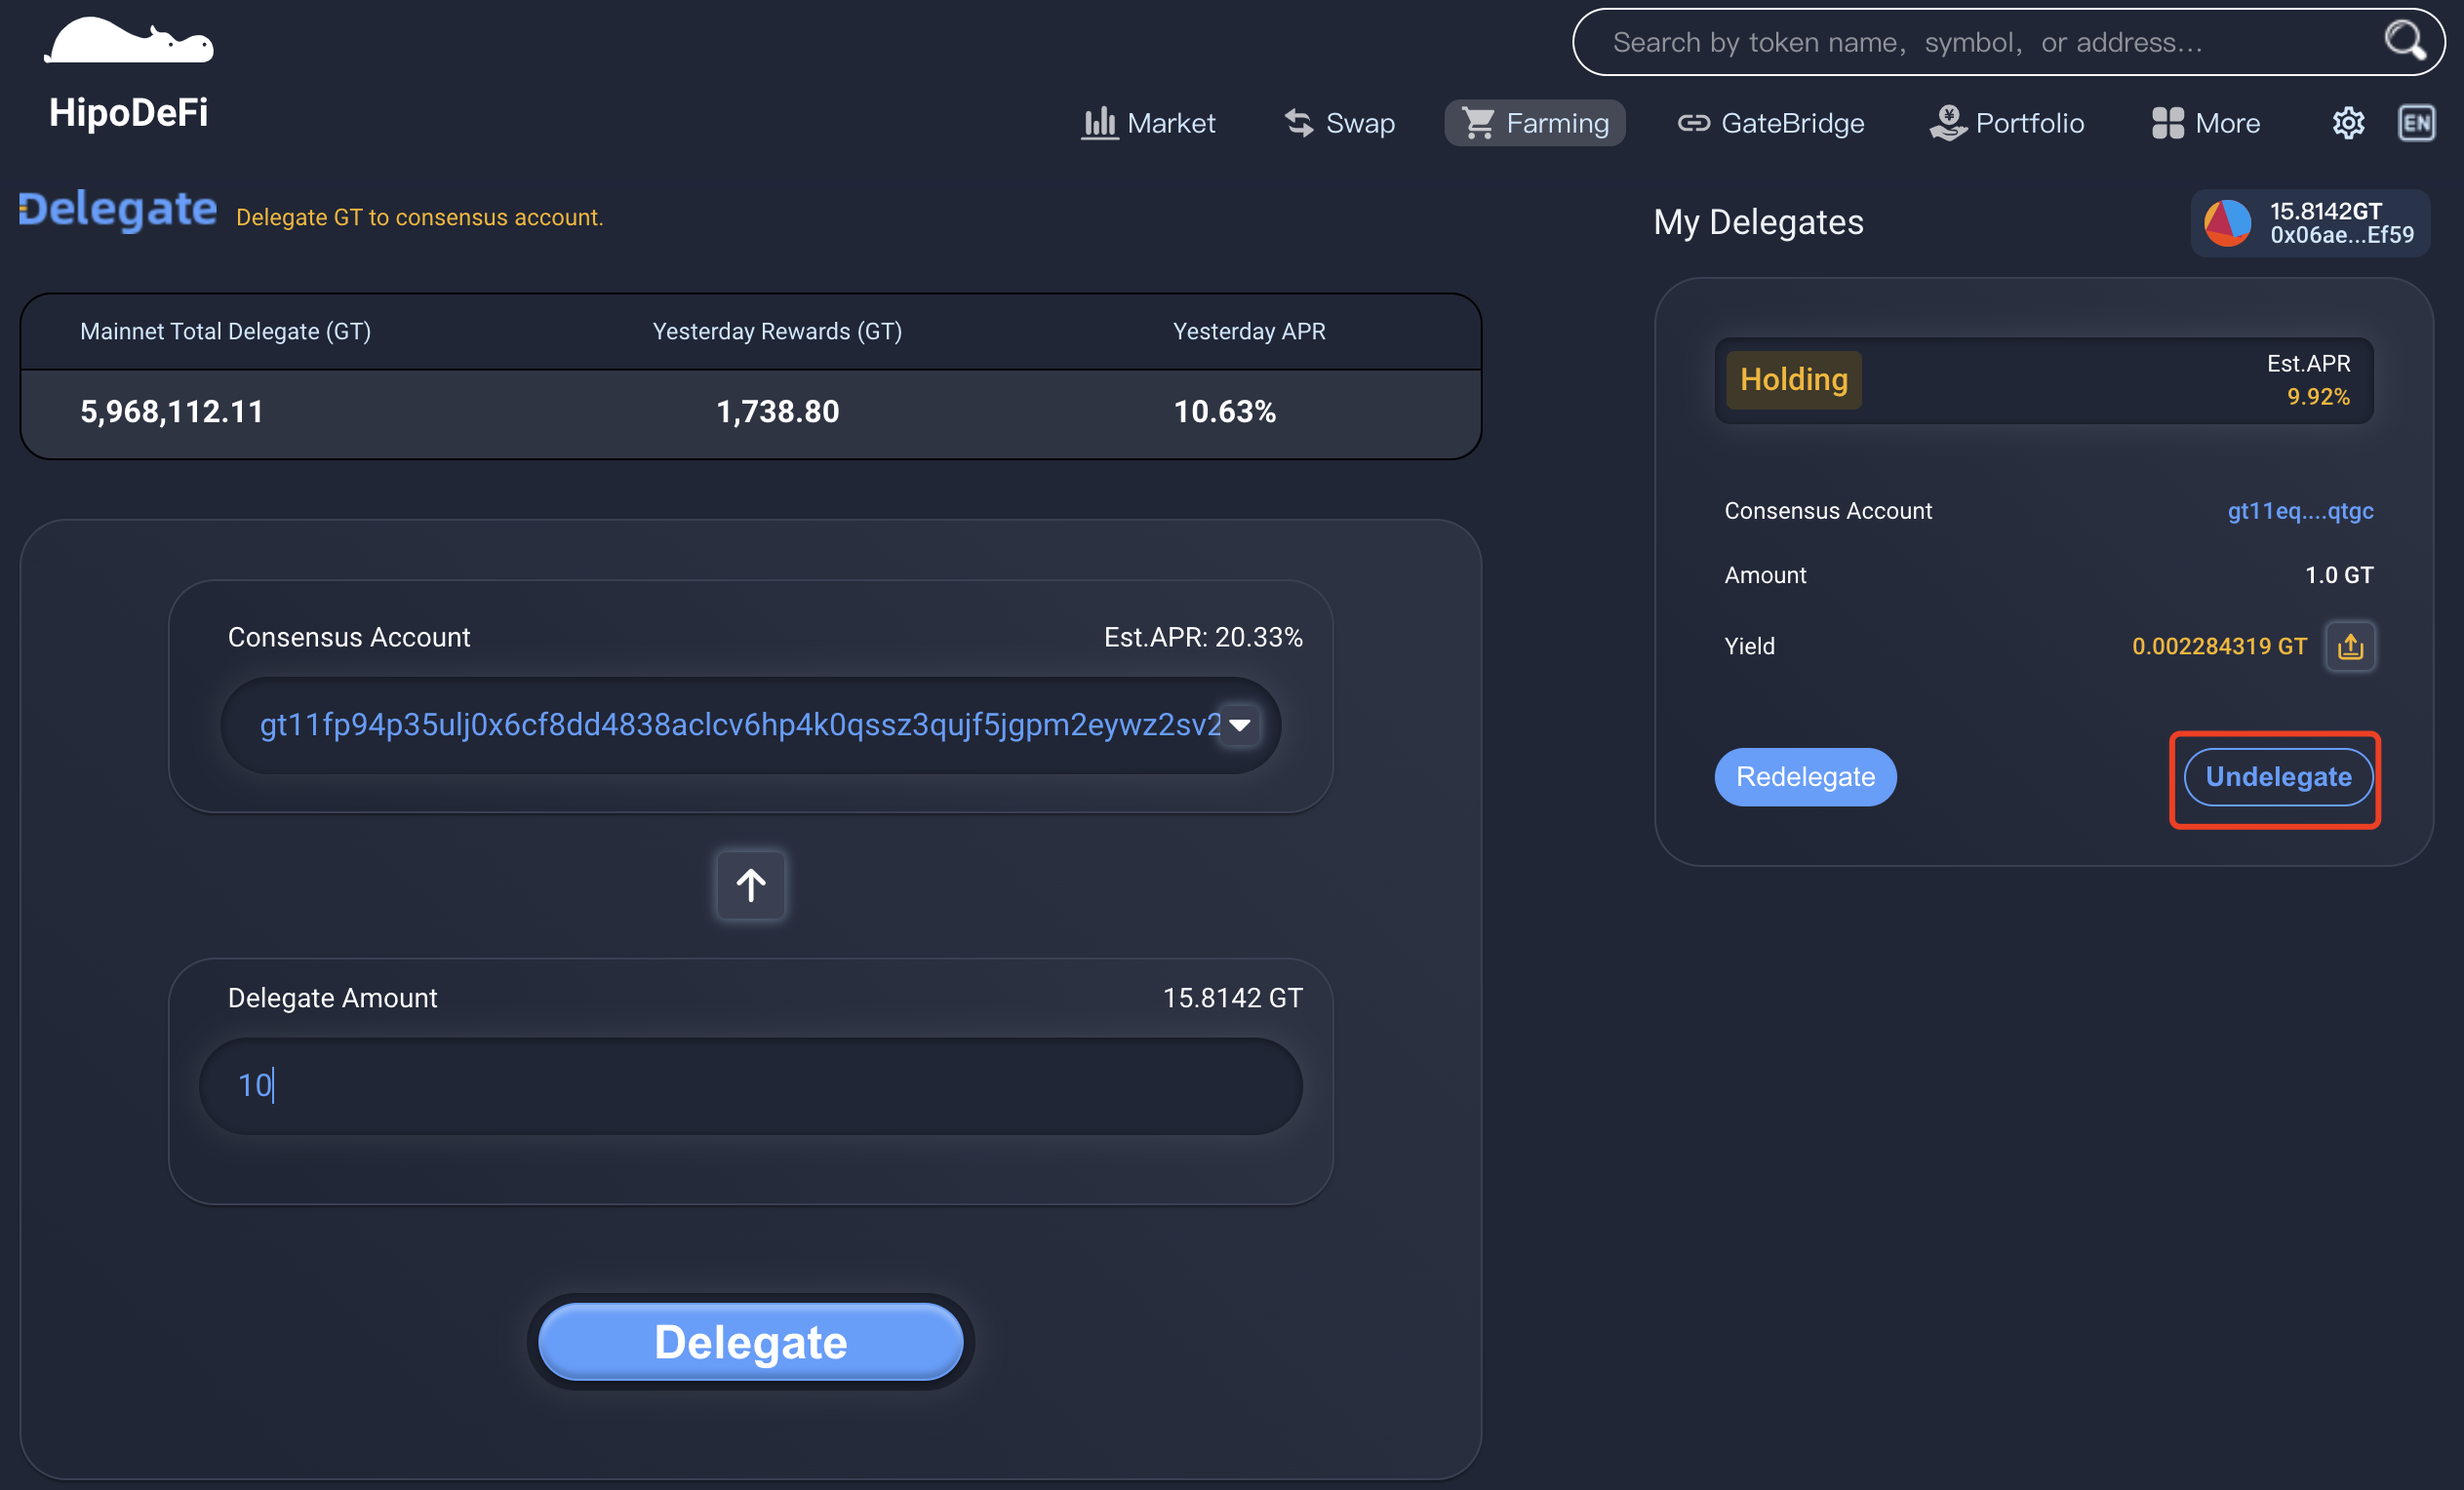 HipoDeFi
Search by token name, symbol, or address...
Market
Swap
Farming
GateBridge
Portfolio
More
EN
Delegate
Delegate GT to consensus account.
Mainnet Total Delegate (GT)
Yesterday Rewards (GT)
Yesterday APR
5,968,112.11
1,738.80
10.63%
Consensus Account
Est.APR: 20.33%
gt11fp94p35ulj0x6cf8dd4838aclcv6hp4k0qssz3qujf5jgpm2eywz2sv2
Delegate Amount
15.8142 GT
10
Delegate
My Delegates
15.8142GT
0x06ae...Ef59
Holding
Est.APR
9.92%
Consensus Account
gt11eq....qtgc
Amount
1.0 GT
Yield
0.002284319 GT
Redelegate
Undelegate